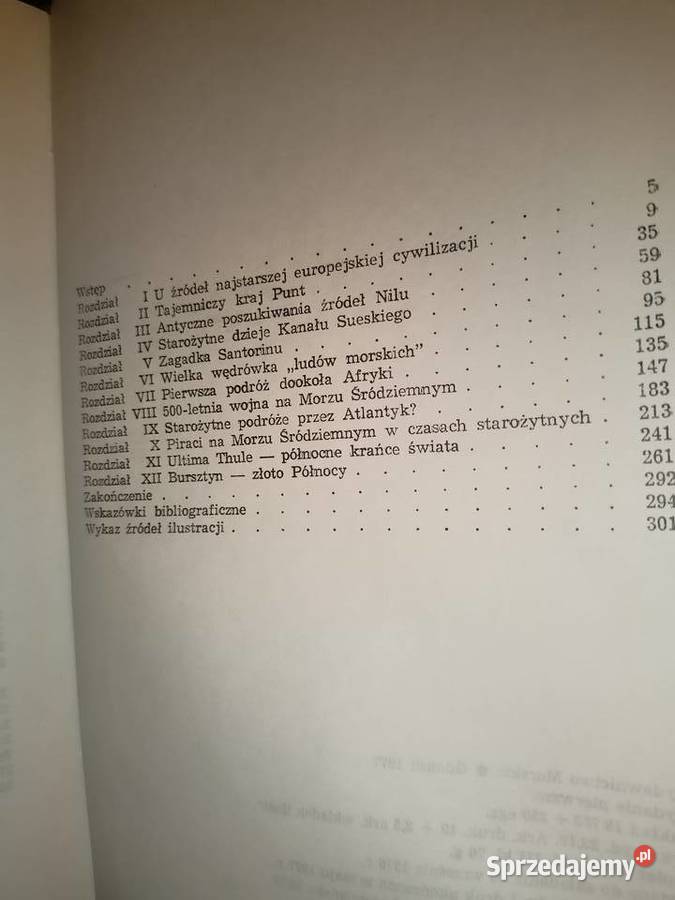 Wstęp . . . . . . . . . . . . . . 5
Rozdział I U źródeł najstarszej europejskiej cywilizacji . . . 9
Rozdział II Tajemniczy kraj Punt . . . . . . . . . 35
Rozdział III Antyczne poszukiwania źródeł Nilu . . . . . 59
Rozdział IV Starożytne dzieje Kanału Sueskiego . . . . . 81
Rozdział V Zagadka Santorinu . . . . . . . . . 95
Rozdział VI Wielka wędrówka „ludów morskich” . . . . . 115
Rozdział VII Pierwsza podróż dookoła Afryki . . . . . . 135
Rozdział VIII 500-letnia wojna na Morzu Śródziemnym . . . . 147
Rozdział IX Starożytne podróże przez Atlantyk? . . . . . 183
Rozdział X Piraci na Morzu Śródziemnym w czasach starożytnych . 213
Rozdział XI Ultima Thule — północne krańce świata . . . . 241
Rozdział XII Bursztyn — złoto Północy . . . . . . . 261
Zakończenie . . . . . . . . . . . . . 292
Wskazówki bibliograficzne . . . . . . . . . . 294
Wykaz źródeł ilustracji . . . . . . . . . . . 301
Sprzedajemy.pl